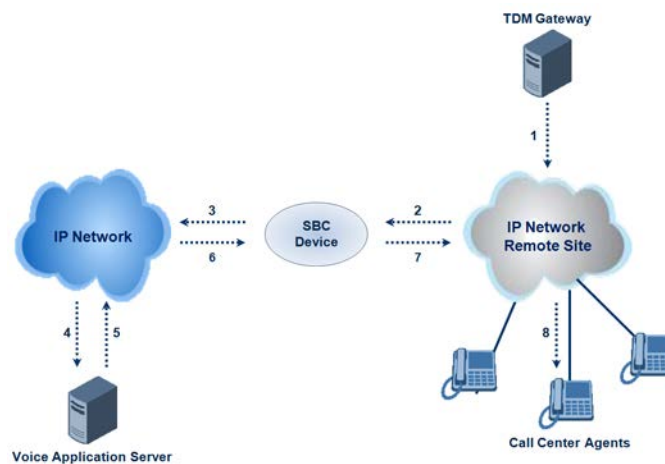 TDM Gateway
1
3
2
SBC
Device
IP Network
IP Network
Remote Site
6
7
4
5
8
Voice Application Server
Call Center Agents